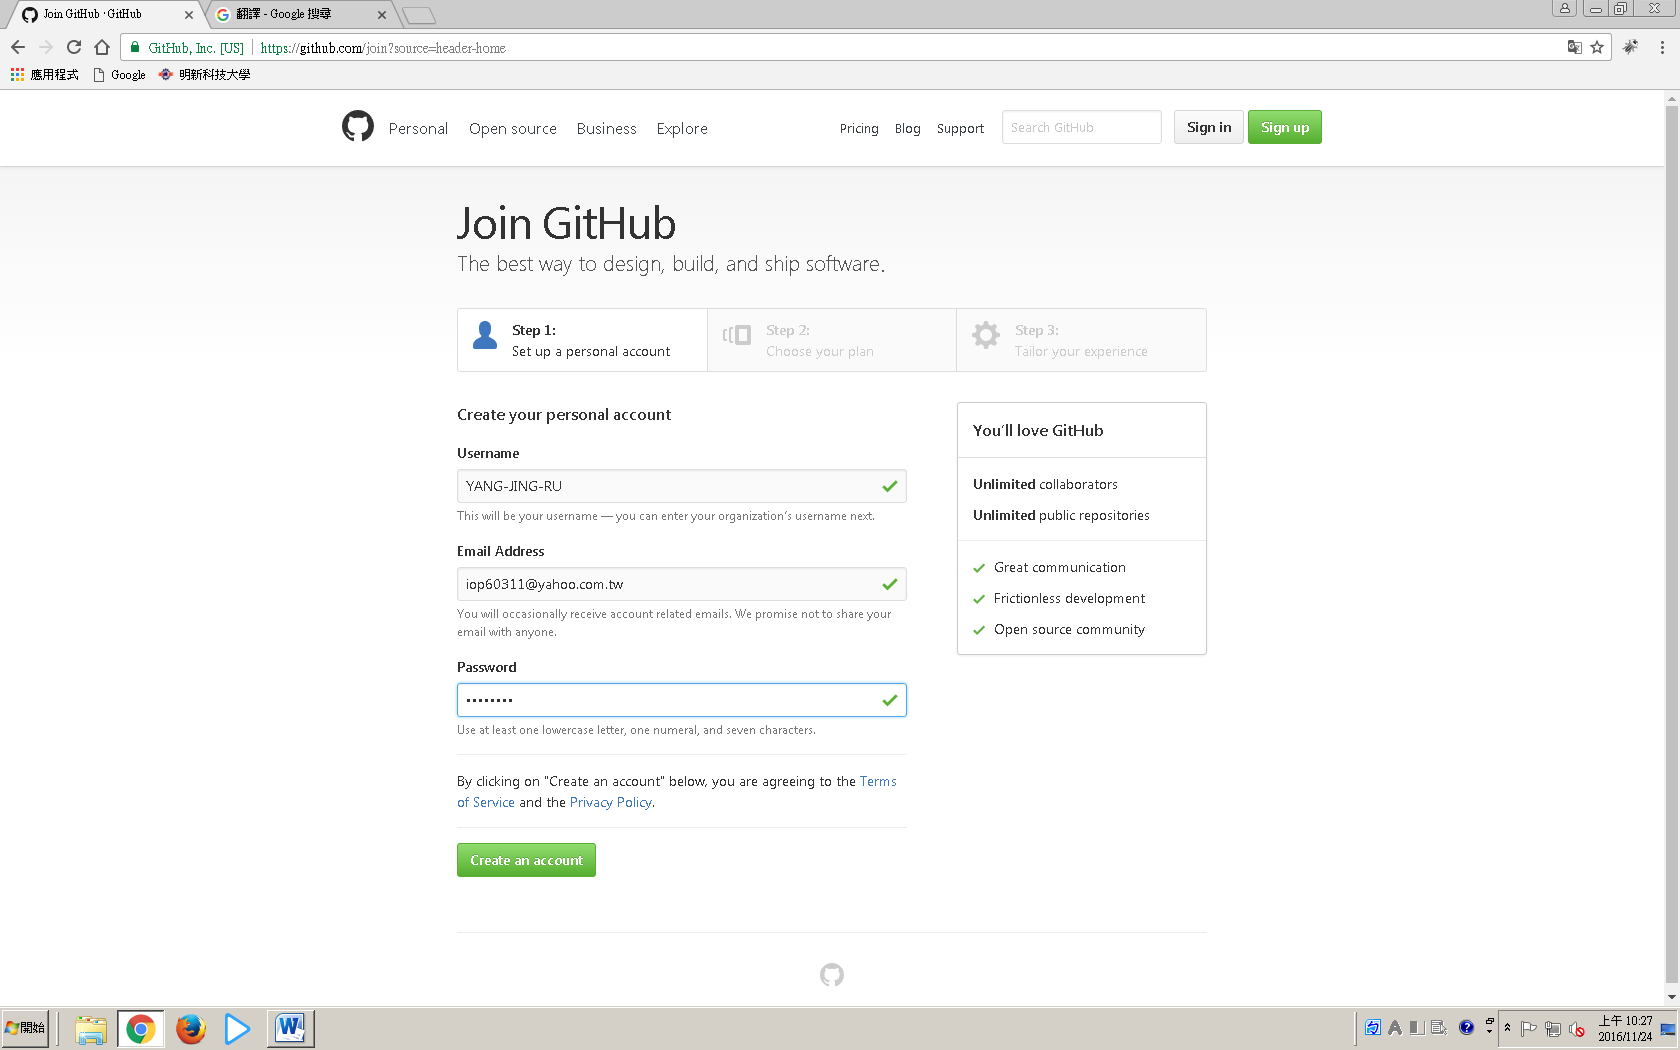 Join GitHub · GitHub
翻譯 - Google 搜尋
GitHub, Inc. [US]
https://github.com/join?source=header-home
應用程式
Google
明新科技大學
Personal
Open source
Business
Explore
Pricing
Blog
Support
Search GitHub
Sign in
Sign up
Join GitHub
The best way to design, build, and ship software.
Step 1:
Set up a personal account
Step 2:
Choose your plan
Step 3:
Tailor your experience
Create your personal account
Username
YANG-JING-RU
This will be your username — you can enter your organization's username next.
Email Address
iop60311@yahoo.com.tw
You will occasionally receive account related emails. We promise not to share your
email with anyone.
Password
••••••••
Use at least one lowercase letter, one numeral, and seven characters.
By clicking on "Create an account" below, you are agreeing to the Terms
of Service and the Privacy Policy.
Create an account
You'll love GitHub
Unlimited collaborators
Unlimited public repositories
Great communication
Frictionless development
Open source community
開始
上午 10:27
2016/11/24